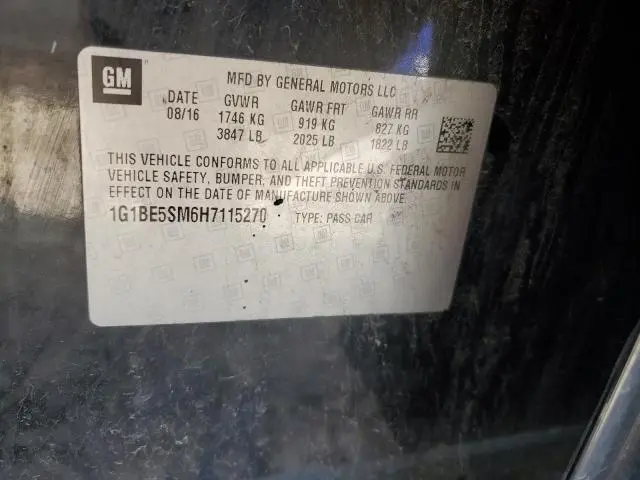 GM
MFD BY GENERAL MOTORS LLC
DATE GVWR GAWR FRT GAWR RR
08/16 1746 KG 919 KG 827 KG
3847 LB 2025 LB 1822 LB
THIS VEHICLE CONFORMS TO ALL APPLICABLE U.S. FEDERAL MOTOR
VEHICLE SAFETY, BUMPER, AND THEFT PREVENTION STANDARDS IN
EFFECT ON THE DATE OF MANUFACTURE SHOWN ABOVE.
1G1BE5SM6H7115270 TYPE: PASS CAR